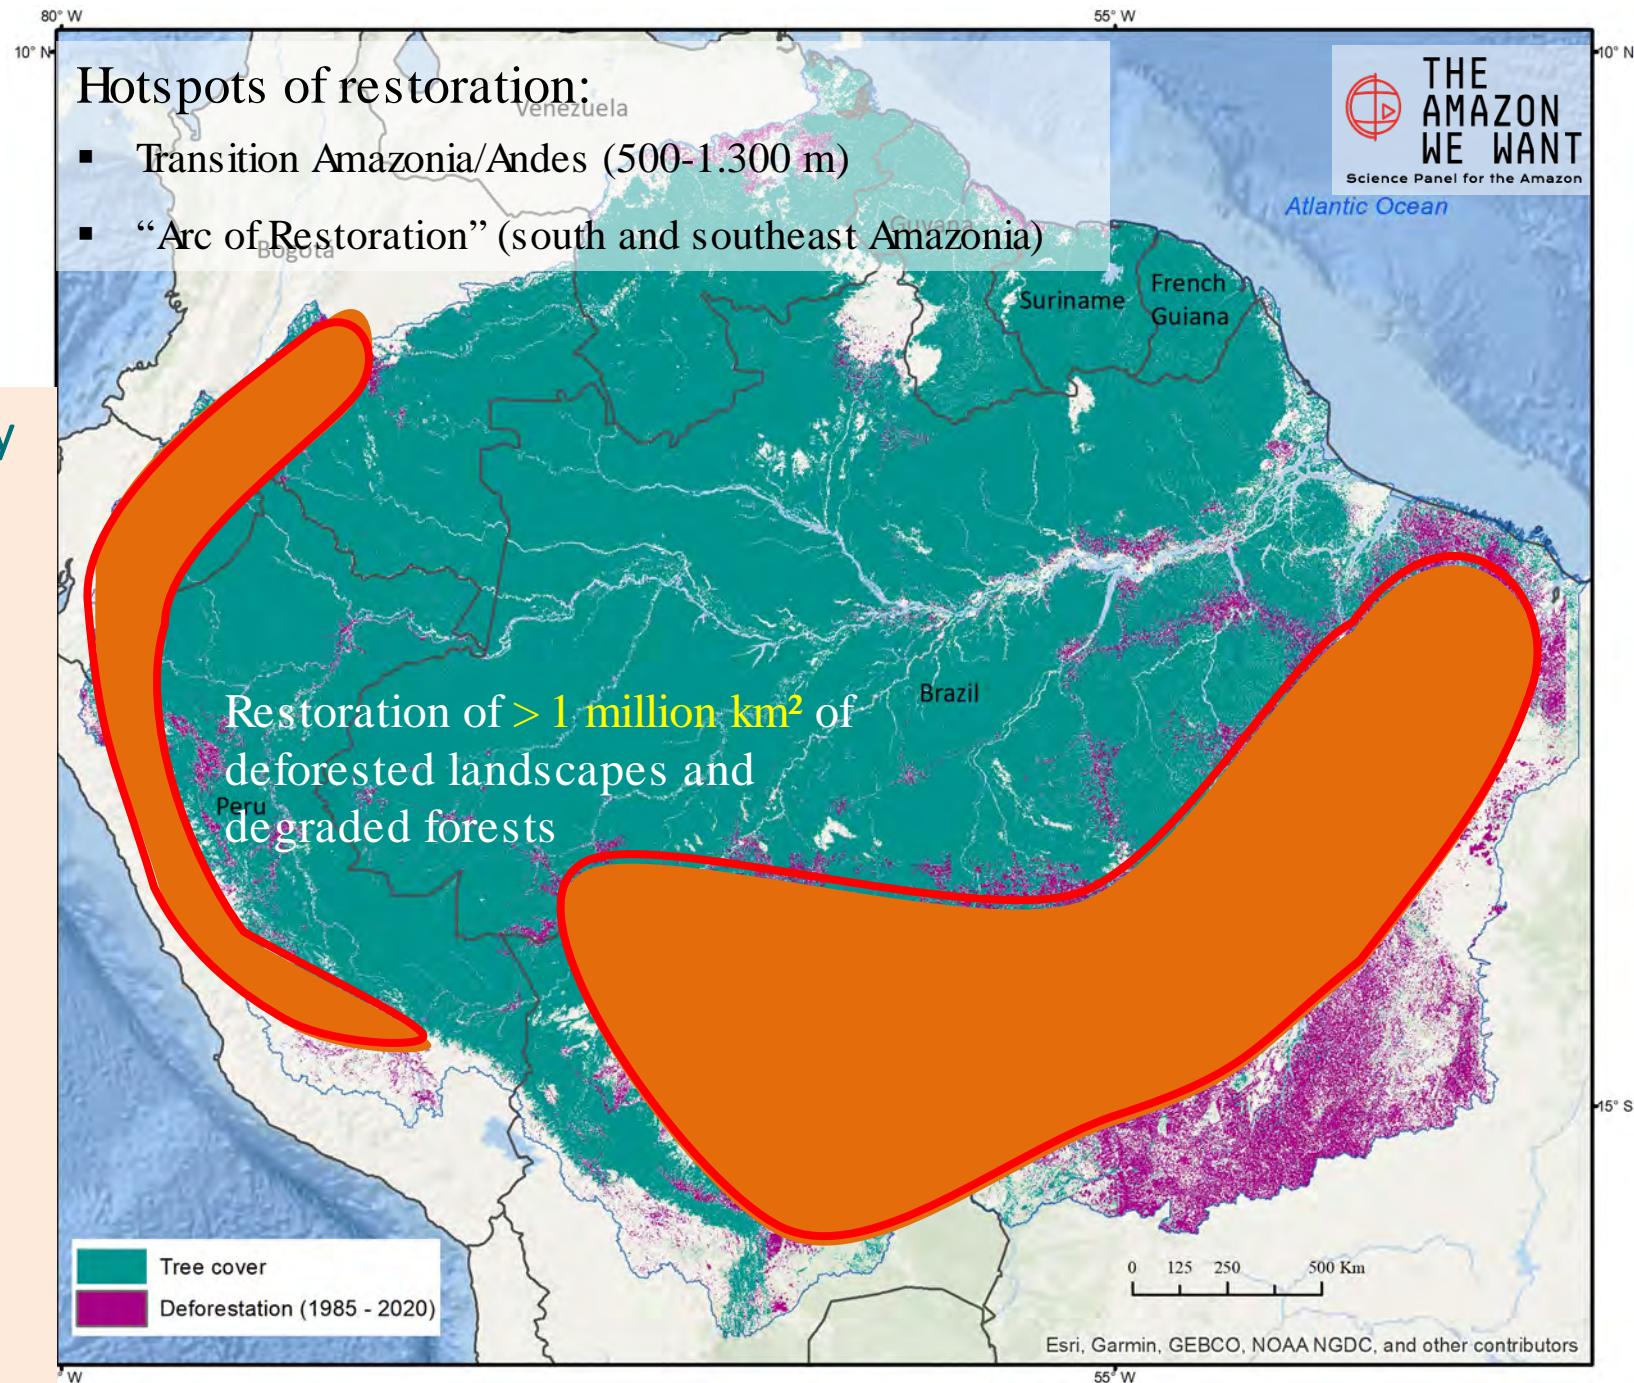 80° W
55° W
10° N
10° N
Hotspots of restoration:
▪ Transition Amazonia/Andes (500-1.300 m)
▪ “Arc of Restoration” (south and southeast Amazonia)
Venezuela
Guyana
Bogotá
THE
AMAZON
WE WANT
Science Panel for the Amazon
Atlantic Ocean
Suriname
French
Guiana
y
Brazil
Restoration of > 1 million km² of
deforested landscapes and
degraded forests
Peru
15° S
Tree cover
Deforestation (1985 - 2020)
0 125 250 500 Km
Esri, Garmin, GEBCO, NOAA NGDC, and other contributors
° W
55° W